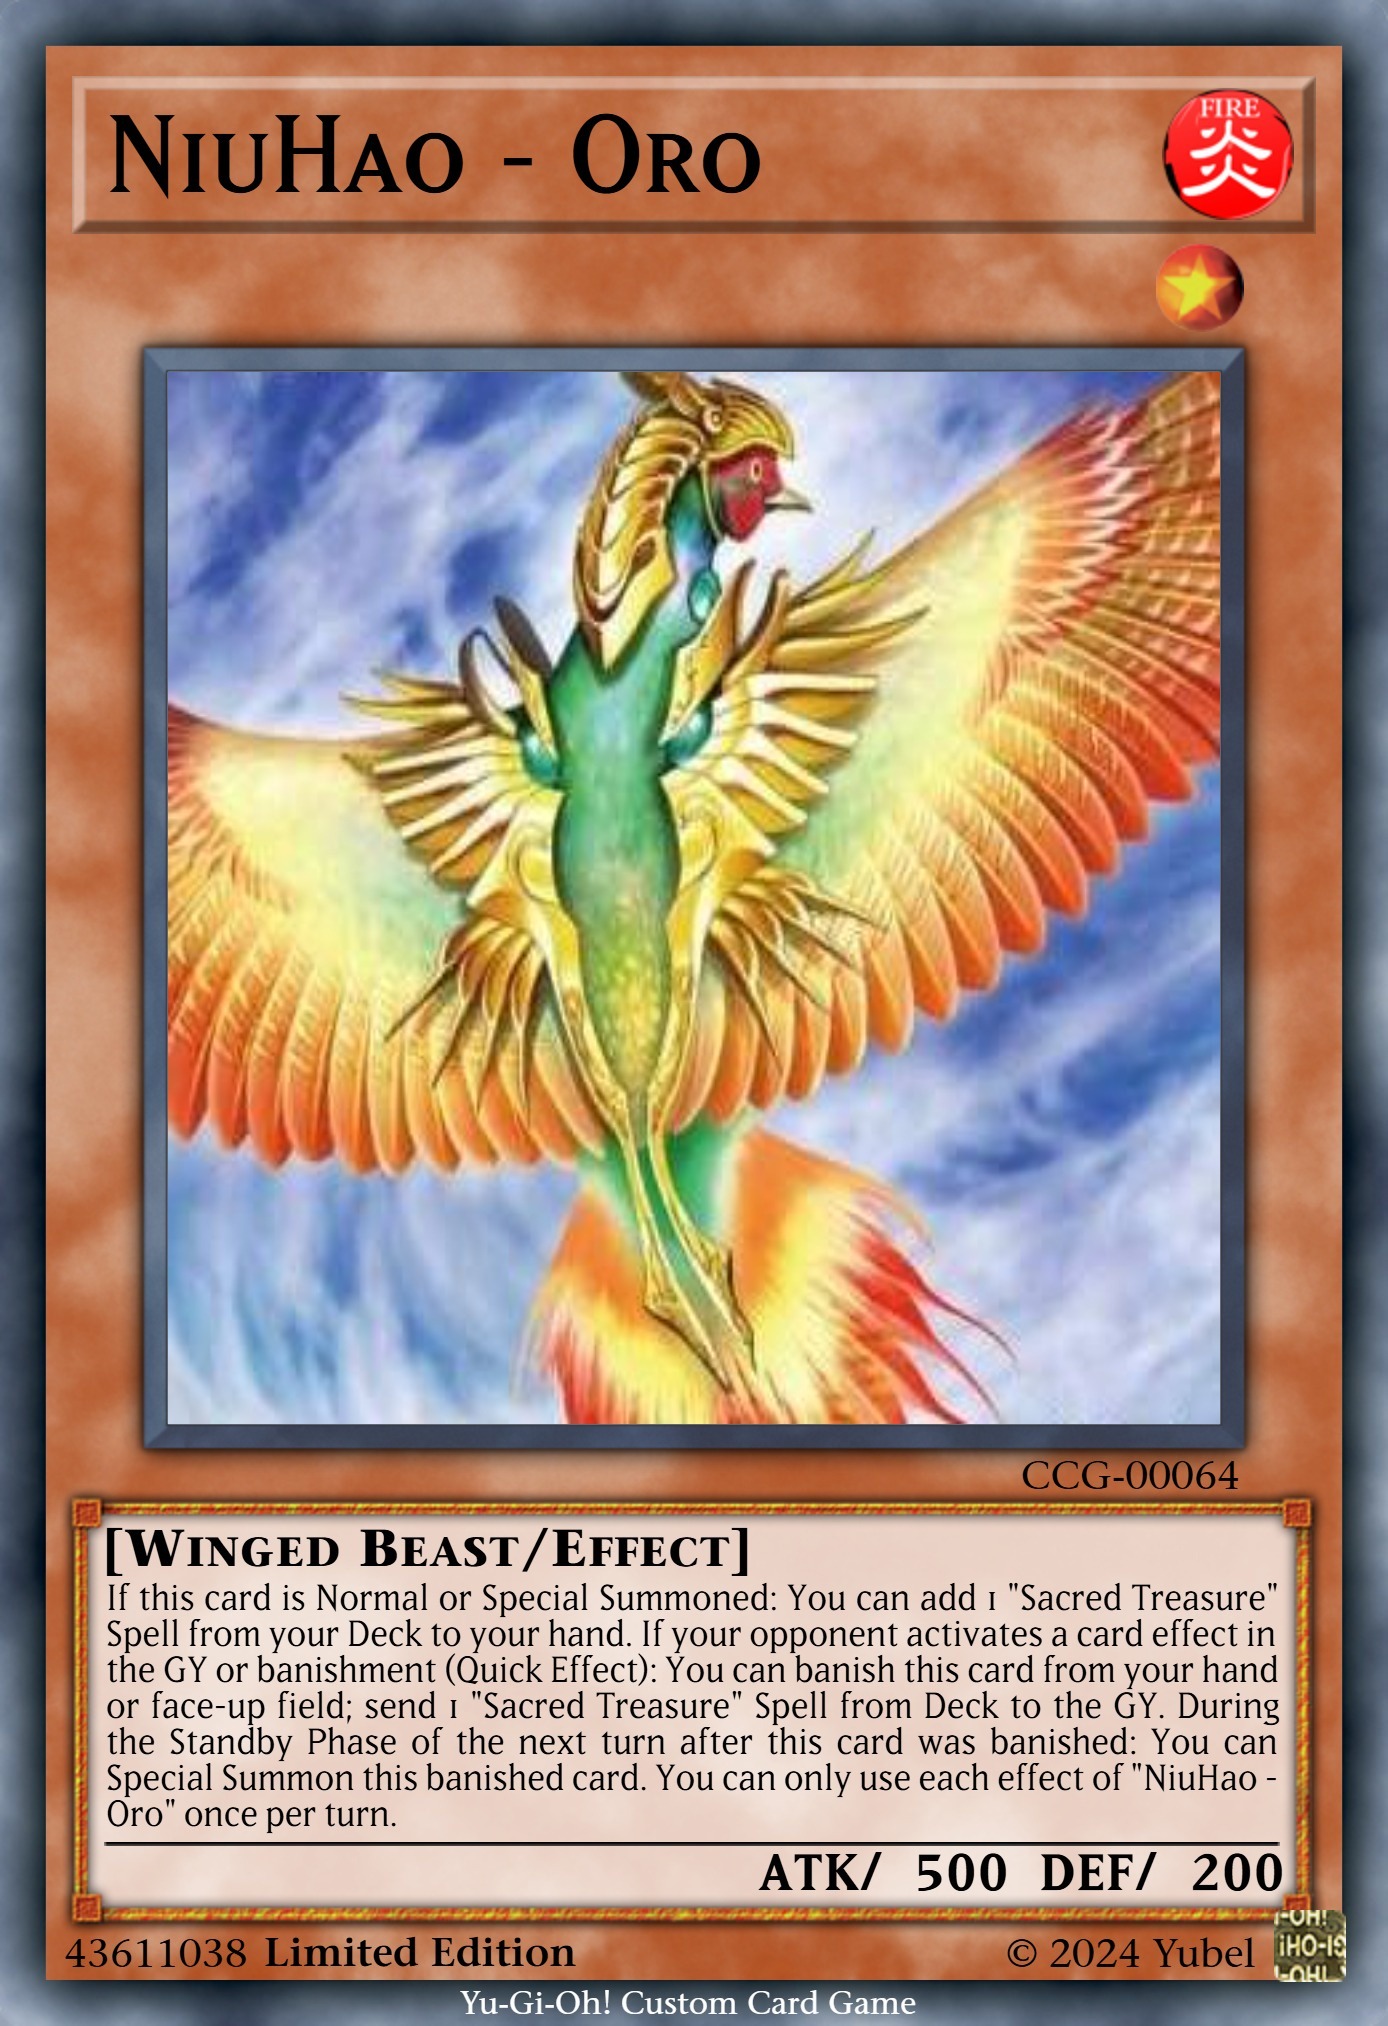 NiuHao - Oro
FIRE
炎
CCG-00064
[Winged Beast/Effect]
If this card is Normal or Special Summoned: You can add 1 "Sacred Treasure"
Spell from your Deck to your hand. If your opponent activates a card effect in
the GY or banishment (Quick Effect): You can banish this card from your hand
or face-up field; send 1 "Sacred Treasure" Spell from Deck to the GY. During
the Standby Phase of the next turn after this card was banished: You can
Special Summon this banished card. You can only use each effect of "NiuHao -
Oro" once per turn.
ATK/ 500 DEF/ 200
43611038 Limited Edition
© 2024 Yubel
Yu-Gi-Oh! Custom Card Game